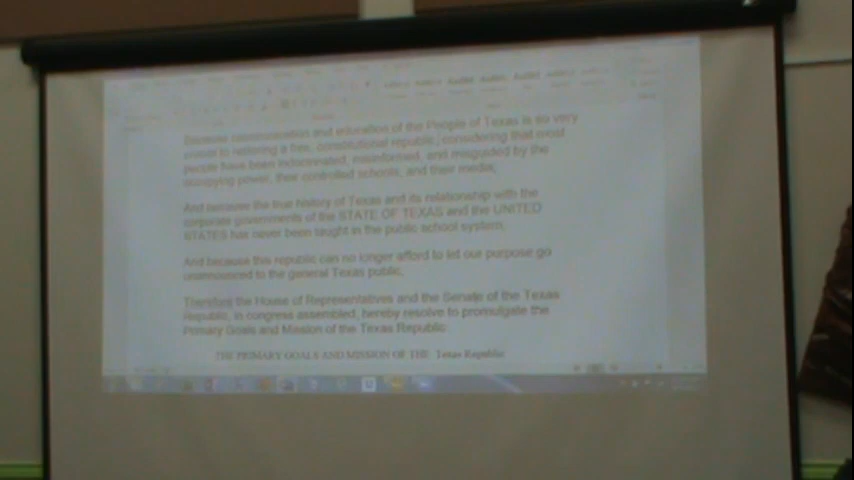 Because communication and education of the People of Texas is so very
to restoring a free, constitutional republic; considering that most
people have been indoctrinated, misinformed, and misguided by the
occupying power, their controlled schools, and their media;
And because the true history of Texas and its relationship with the
corporate governments of the STATE OF TEXAS and the UNITED
STATES has never been taught in the public school system;
And because this republic can no longer afford to let our purpose go
unannounced to the general Texas public;
Therefore the House of Representatives and the Senate of the Texas
Republic, in congress assembled, hereby resolve to promulgate the
Primary Goals and Mission of the Texas Republic:
THE PRIMARY GOALS AND MISSION OF THE Texas Republic